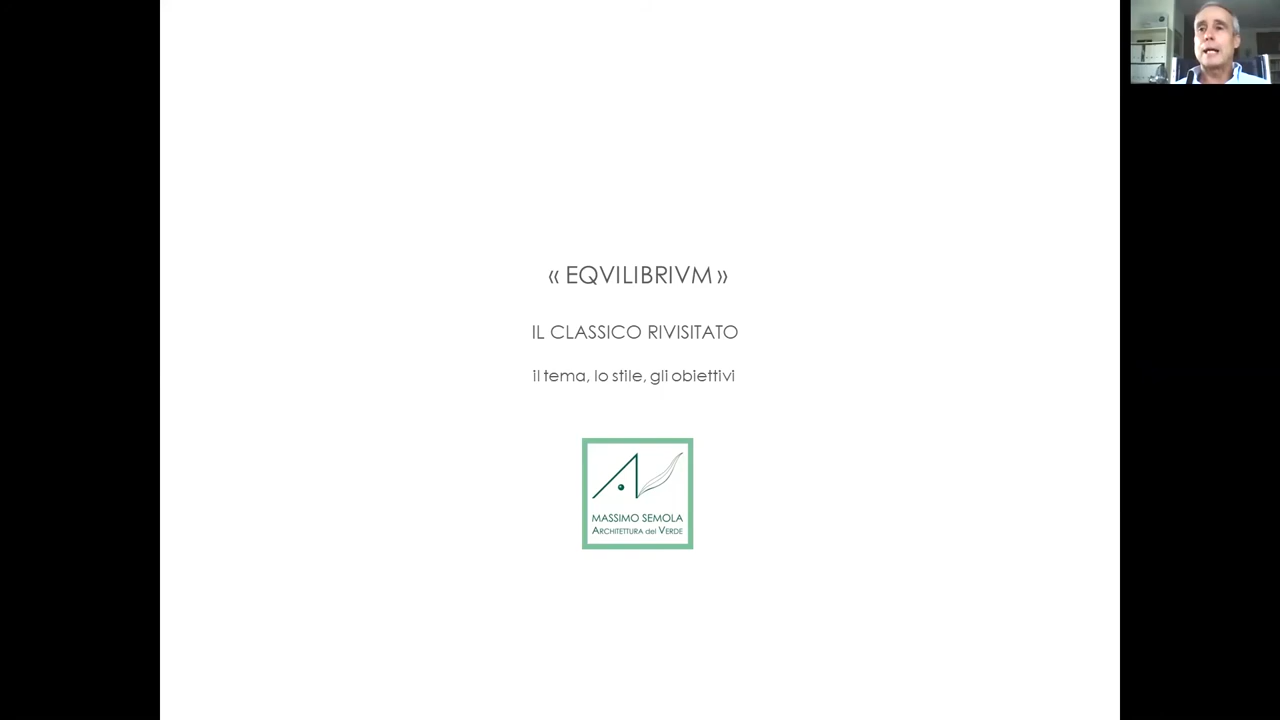 « EQVILIBRIVM »
IL CLASSICO RIVISITATO
il tema, lo stile, gli obiettivi
MASSIMO SEMOLA
ARCHITETTURA del VERDE